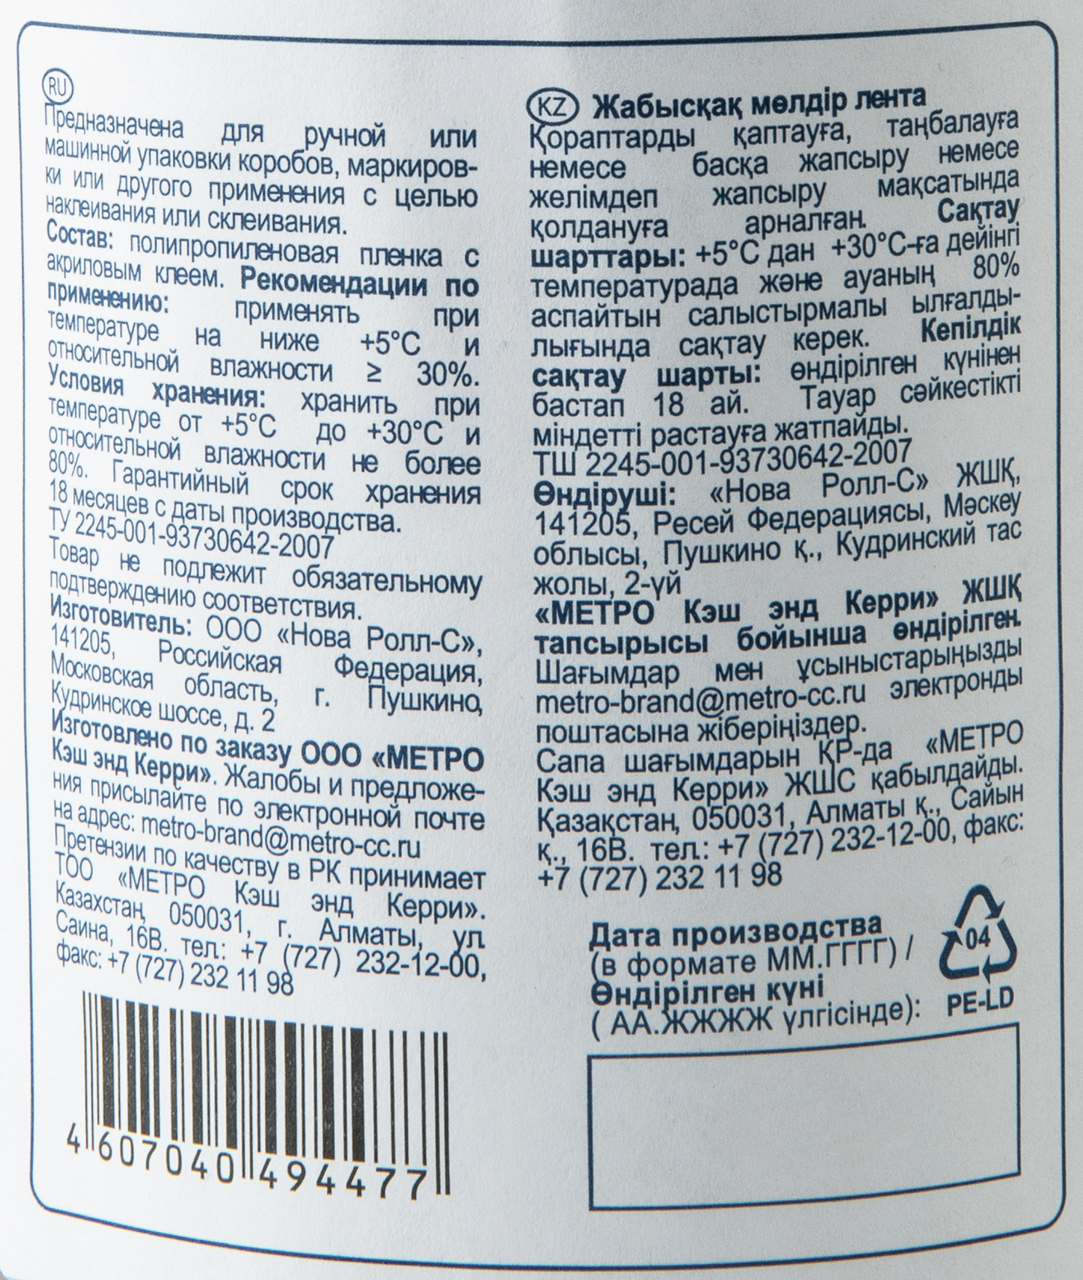 RU
Предназначена для ручной или
машинной упаковки коробов, маркиров-
ки или другого применения с целью
наклеивания или склеивания.
Состав: полипропиленовая пленка с
акриловым клеем. Рекомендации по
применению: применять при
температуре на ниже +5°С и
относительной влажности ≥ 30%.
Условия хранения: хранить при
температуре от +5°С до +30°С и
относительной влажности не более
80%. Гарантийный срок хранения
18 месяцев с даты производства.
ТУ 2245-001-93730642-2007
Товар не подлежит обязательному
подтверждению соответствия.
Изготовитель: ООО «Нова Ролл-С»,
141205, Российская Федерация,
Московская область, г. Пушкино,
Кудринское шоссе, д. 2
Изготовлено по заказу ООО «МЕТРО
Кэш энд Керри». Жалобы и предложе-
ния присылайте по электронной почте
на адрес: metro-brand@metro-cc.ru
Претензии по качеству в РК принимает
ТОО «МЕТРО Кэш энд Керри».
Казахстан, 050031, г. Алматы, ул.
Саина, 16В. тел.: +7 (727) 232-12-00,
факс: +7 (727) 232 11 98
4 607040 494477
KZ Жабысқақ мөлдір лента
Қораптарды қаптауға, таңбалауға
немесе басқа жапсыру немесе
желімдеп жапсыру мақсатында
қолдануға арналған. Сақтау
шарттары: +5°С дан +30°С-ға дейінгі
температурада және ауаның 80%
аспайтын салыстырмалы ылғалды-
лығында сақтау керек. Кепілдік
сақтау шарты: өндірілген күнінен
бастап 18 ай. Тауар сәйкестікті
міндетті растауға жатпайды.
ТШ 2245-001-93730642-2007
Өндіруші: «Нова Ролл-С» ЖШҚ,
141205, Ресей Федерациясы, Мәскеу
облысы, Пушкино қ., Кудринский тас
жолы, 2-үй
«МЕТРО Кэш энд Керри» ЖШҚ
тапсырысы бойынша өндірілген.
Шағымдар мен ұсыныстарыңызды
metro-brand@metro-cc.ru электронды
поштасына жіберіңіздер.
Сапа шағымдарын ҚР-да «МЕТРО
Кэш энд Керри» ЖШС қабылдайды.
Қазақстан, 050031, Алматы қ., Сайын
қ., 16В. тел.: +7 (727) 232-12-00, факс:
+7 (727) 232 11 98
Дата производства
(в формате ММ.ГГГГ) /
Өндірілген күні
( АА.ЖЖЖЖ үлгісінде):
04
PE-LD